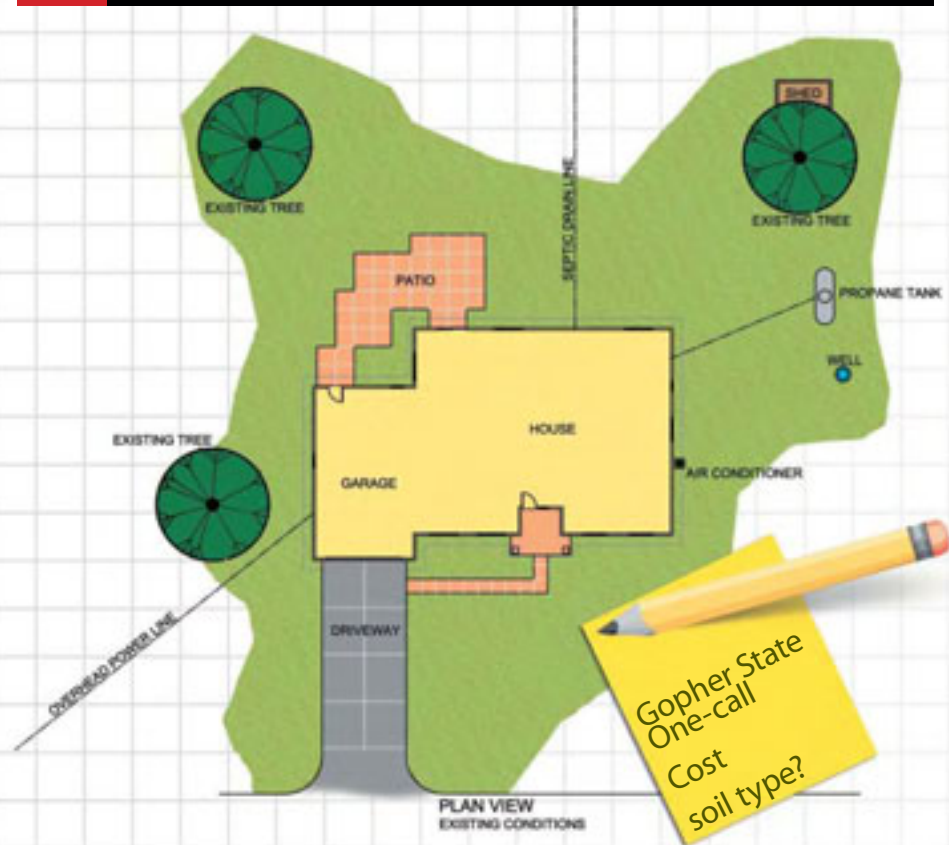 SHED
EXISTING TREE
EXISTING TREE
SEPTIC DRAIN LINE
PATIO
PROPANE TANK
WELL
HOUSE
EXISTING TREE
AIR CONDITIONER
GARAGE
DRIVEWAY
OVERHEAD POWER LINE
Gopher State
One-call
Cost
soil type?
PLAN VIEW
EXISTING CONDITIONS